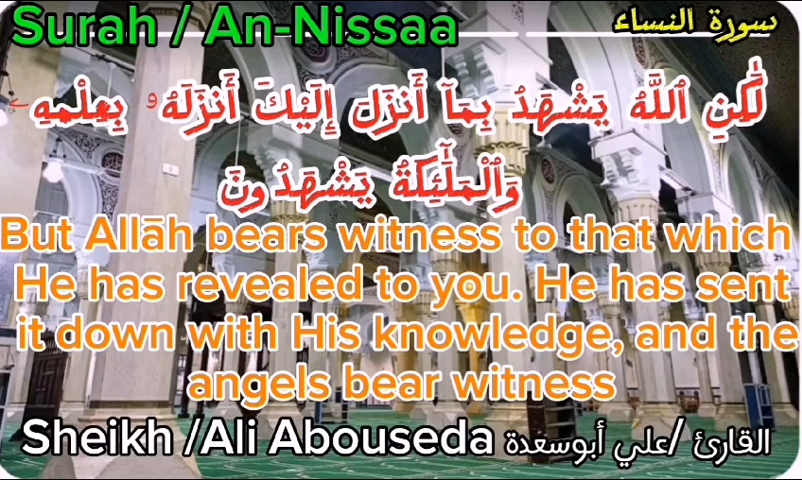 Surah / An-Nissaa
سورة النساء
لَّٰكِنِ ٱللَّهُ يَشْهَدُ بِمَآ أَنزَلَ إِلَيْكَ أَنزَلَهُۥ بِعِلْمِهِۦ
وَٱلْمَلَٰٓئِكَةُ يَشْهَدُونَ
But Allāh bears witness to that which
He has revealed to you. He has sent
it down with His knowledge, and the
angels bear witness
Sheikh /Ali Abouseda القارئ /علي أبوسعدة